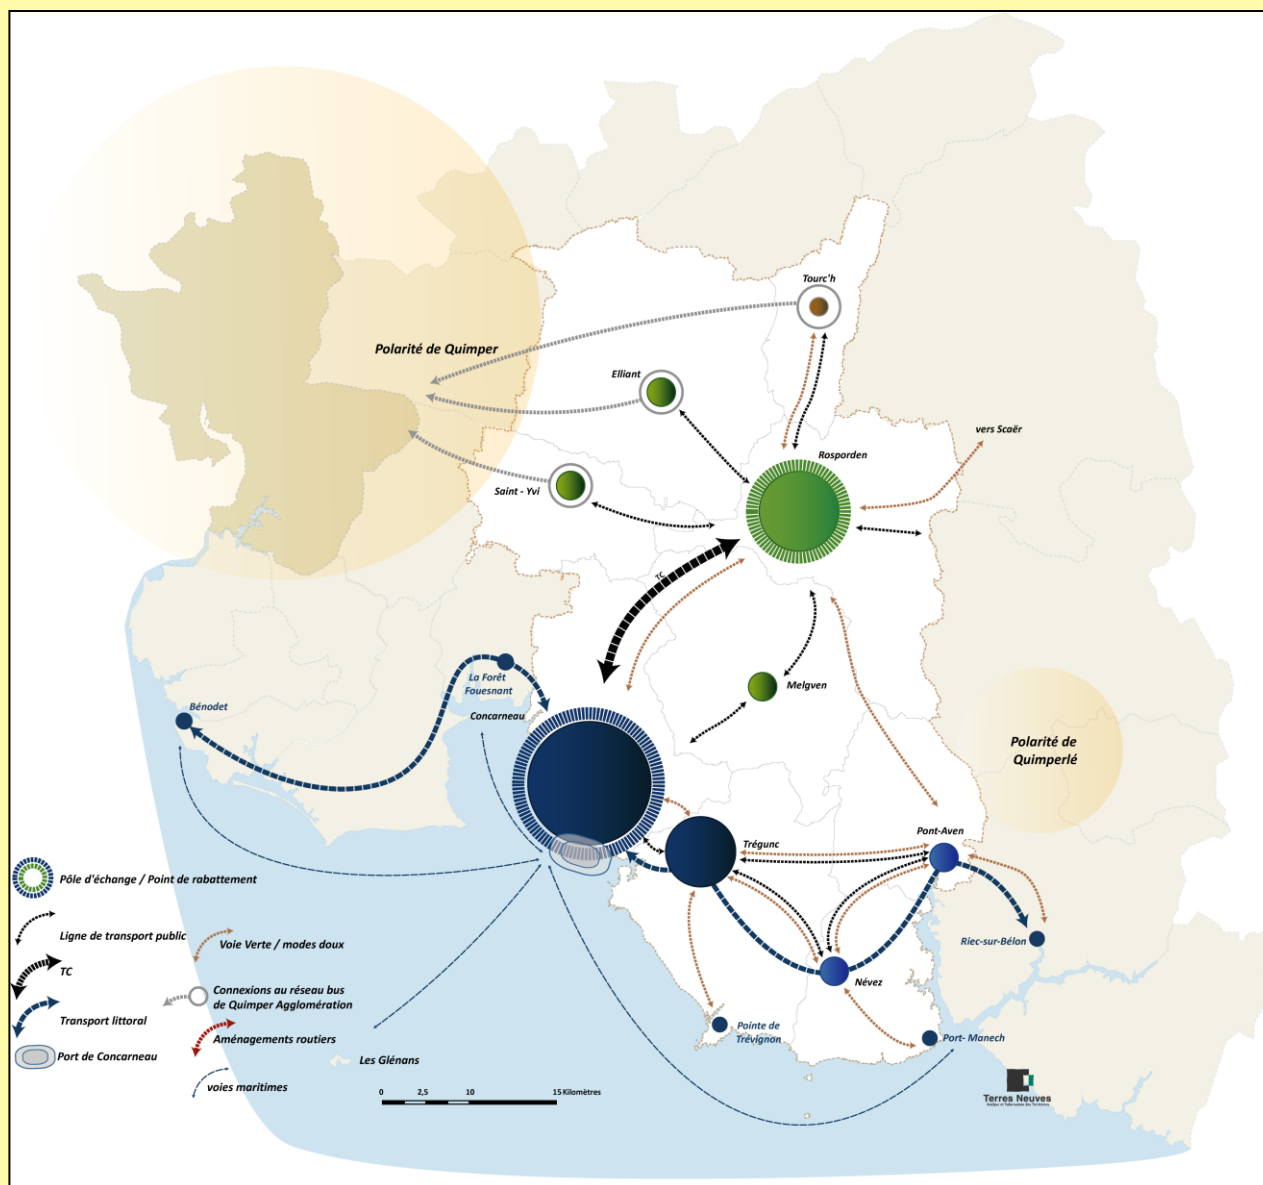 Tourc'h
Polarité de Quimper
Elliant
vers Scaër
Rosporden
Saint - Yvi
TC
La Forêt
Fouesnant
Melgven
Bénodet
Concarneau
Polarité de
Quimperlé
Pont-Aven
Trégunc
Pôle d'échange / Point de rabattement
Ligne de transport public
Voie Verte / modes doux
Riec-sur-Bélon
TC
Névez
Connexions au réseau bus
de Quimper Agglomération
Transport littoral
Pointe de
Trévignon
Port- Manech
Aménagements routiers
Port de Concarneau
Les Glénans
voies maritimes
0 2,5 10 15 Kilomètres
Terres Neuves